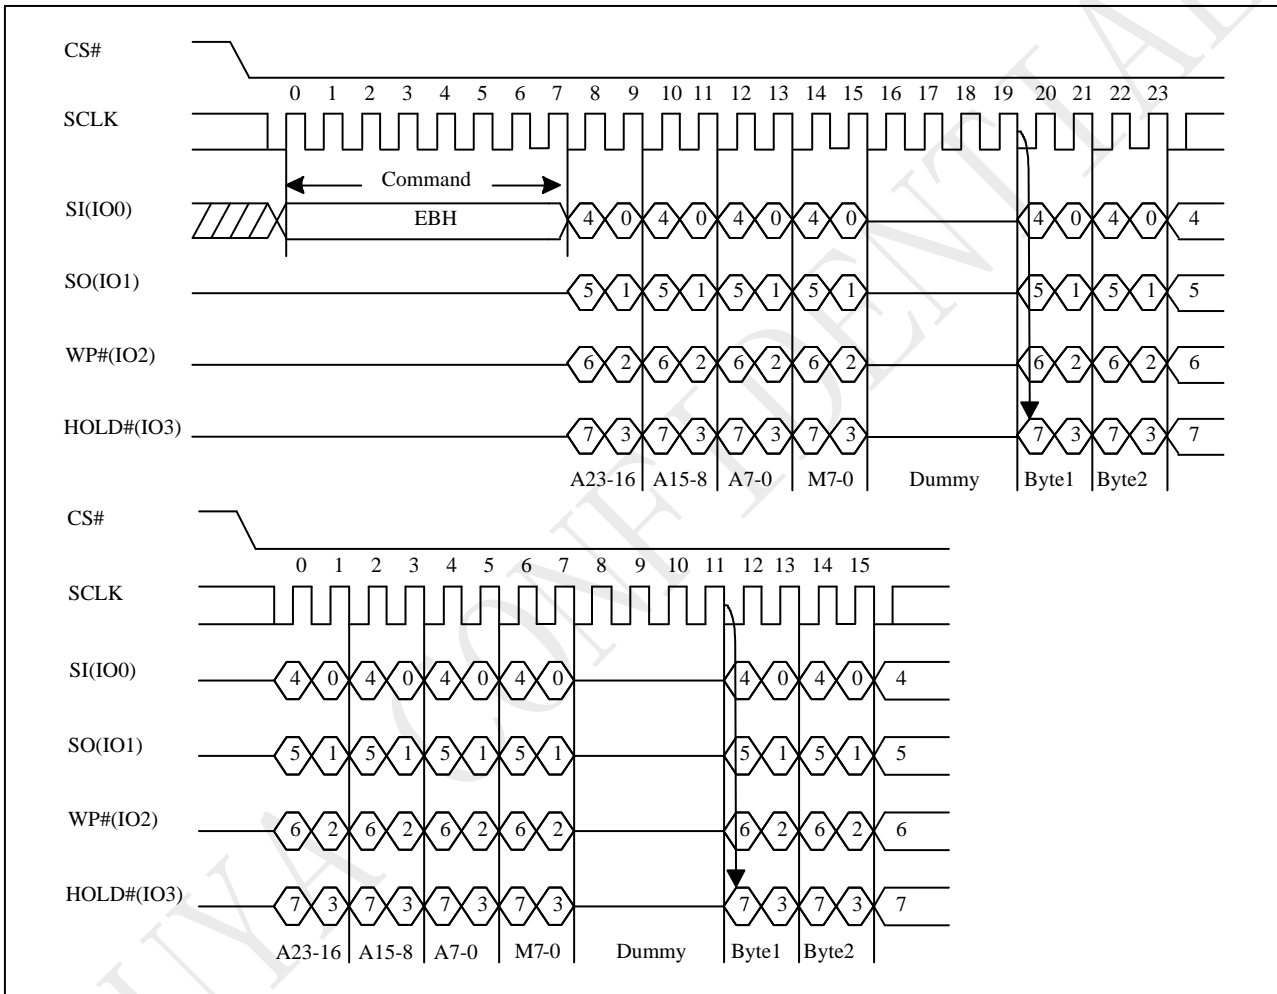 CS#
0 1 2 3 4 5 6 7 8 9 10 11 12 13 14 15 16 17 18 19 20 21 22 23
SCLK
Command
SI(IO0) EBH 4 0 4 0 4 0 4 0 4 0 4 0 4
SO(IO1) 5 1 5 1 5 1 5 1 5 1 5 1 5
WP#(IO2) 6 2 6 2 6 2 6 2 6 2 6 2 6
HOLD#(IO3) 7 3 7 3 7 3 7 3 7 3 7 3 7
A23-16 A15-8 A7-0 M7-0 Dummy Byte1 Byte2
CS#
0 1 2 3 4 5 6 7 8 9 10 11 12 13 14 15
SCLK
SI(IO0) 4 0 4 0 4 0 4 0 4 0 4 0 4
SO(IO1) 5 1 5 1 5 1 5 1 5 1 5 1 5
WP#(IO2) 6 2 6 2 6 2 6 2 6 2 6 2 6
HOLD#(IO3) 7 3 7 3 7 3 7 3 7 3 7 3 7
A23-16 A15-8 A7-0 M7-0 Dummy Byte1 Byte2
CONFIDENTIAL